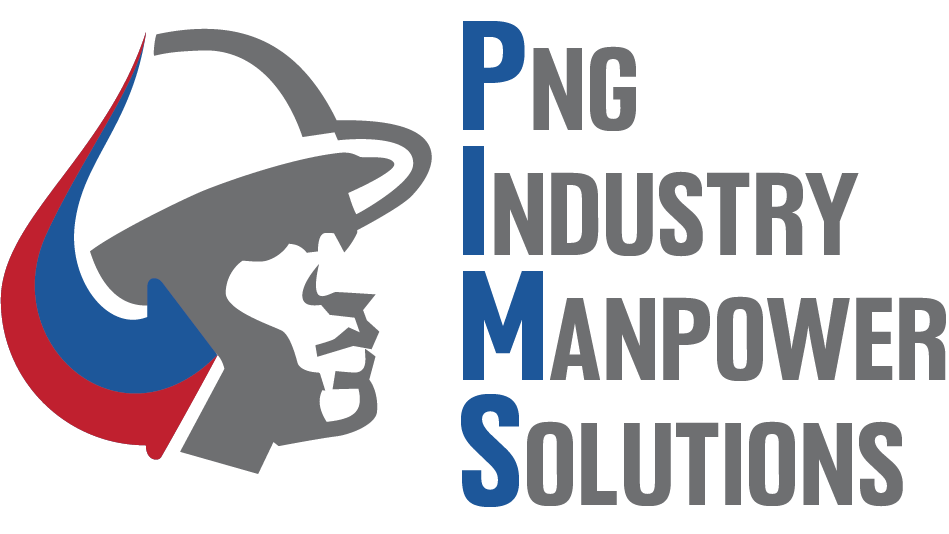 PNG
INDUSTRY
MANPOWER
SOLUTIONS